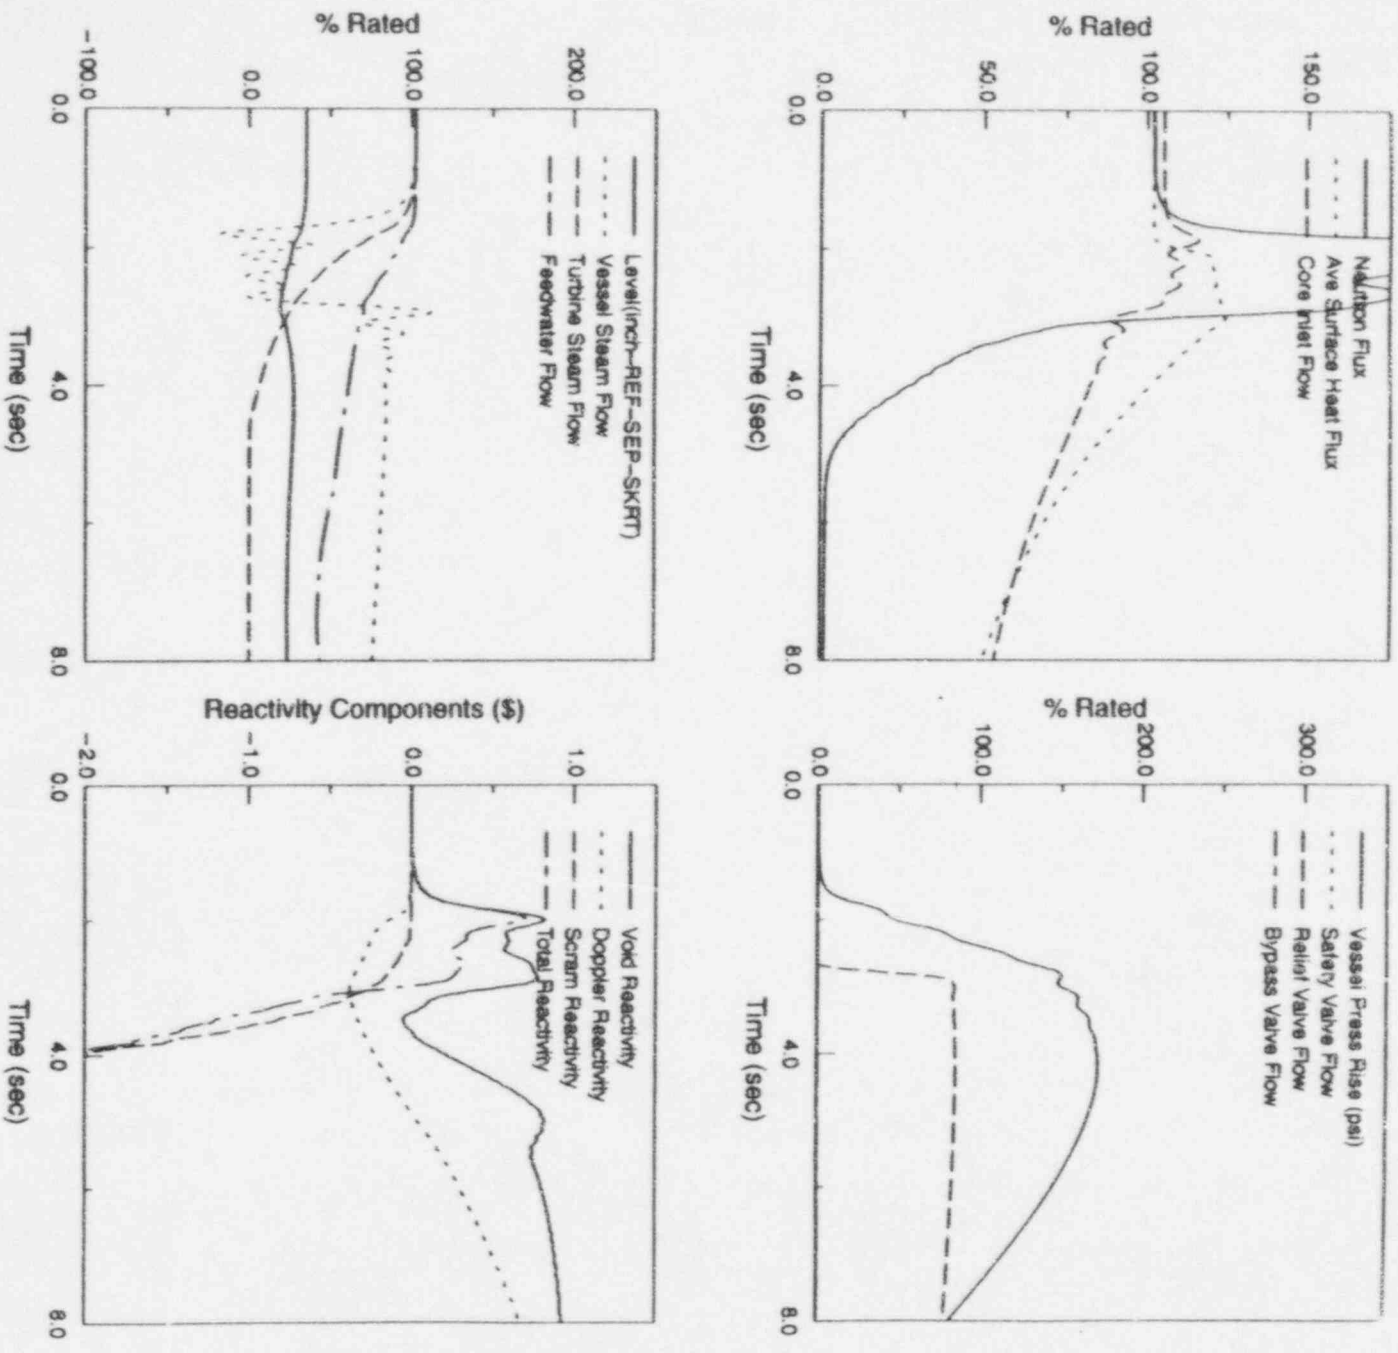 % Rated
150.0
100.0
50.0
0.0
0.0
4.0
8.0
Time (sec)
Neutron Flux
Ave Surface Heat Flux
Core Inlet Flow
% Rated
300.0
200.0
100.0
0.0
0.0
4.0
8.0
Time (sec)
Vessel Press Rise (psi)
Safety Valve Flow
Relief Valve Flow
Bypass Valve Flow
% Rated
200.0
100.0
0.0
-100.0
0.0
4.0
8.0
Time (sec)
Level(inch-REF-SEP-SKRT)
Vessel Steam Flow
Turbine Steam Flow
Feedwater Flow
Reactivity Components ($)
1.0
0.0
-1.0
-2.0
0.0
4.0
8.0
Time (sec)
Void Reactivity
Doppler Reactivity
Scram Reactivity
Total Reactivity